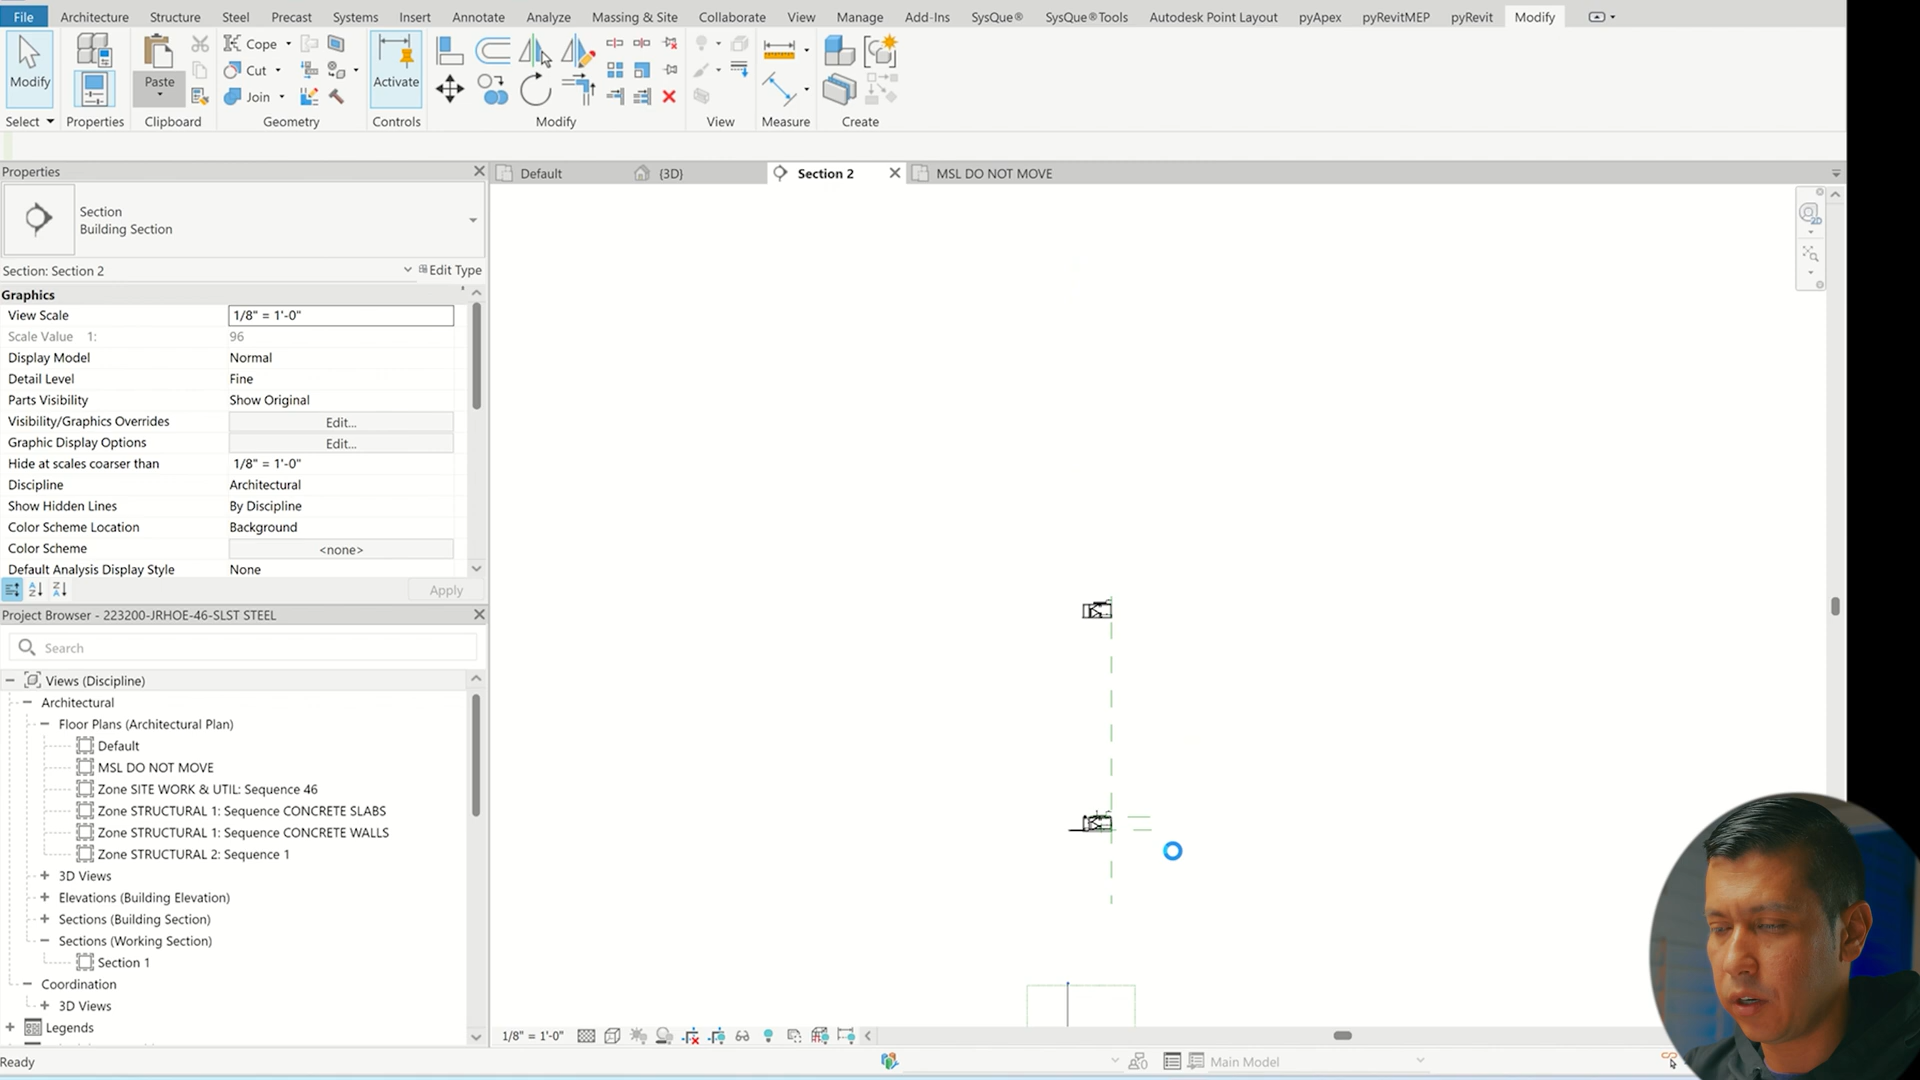 File Architecture Structure Steel Precast Systems Insert Annotate Analyze Massing & Site Collaborate View Manage Add-Ins SysQue® SysQue®Tools Autodesk Point Layout pyApex pyRevitMEP pyRevit Modify
Modify Paste Cope Cut Join Activate
Select Properties Clipboard Geometry Controls Modify View Measure Create
Properties
Default {3D} Section 2 MSL DO NOT MOVE
2D
Section
Building Section
Section: Section 2 Edit Type
Graphics
View Scale 1/8" = 1'-0"
Scale Value 1: 96
Display Model Normal
Detail Level Fine
Parts Visibility Show Original
Visibility/Graphics Overrides Edit...
Graphic Display Options Edit...
Hide at scales coarser than 1/8" = 1'-0"
Discipline Architectural
Show Hidden Lines By Discipline
Color Scheme Location Background
Color Scheme <none>
Default Analysis Display Style None
Apply
Project Browser - 223200-JRHOE-46-SLST STEEL
Search
Views (Discipline)
Architectural
Floor Plans (Architectural Plan)
Default
MSL DO NOT MOVE
Zone SITE WORK & UTIL: Sequence 46
Zone STRUCTURAL 1: Sequence CONCRETE SLABS
Zone STRUCTURAL 1: Sequence CONCRETE WALLS
Zone STRUCTURAL 2: Sequence 1
3D Views
Elevations (Building Elevation)
Sections (Building Section)
Sections (Working Section)
Section 1
Coordination
3D Views
Legends
1/8" = 1'-0"
Ready Main Model